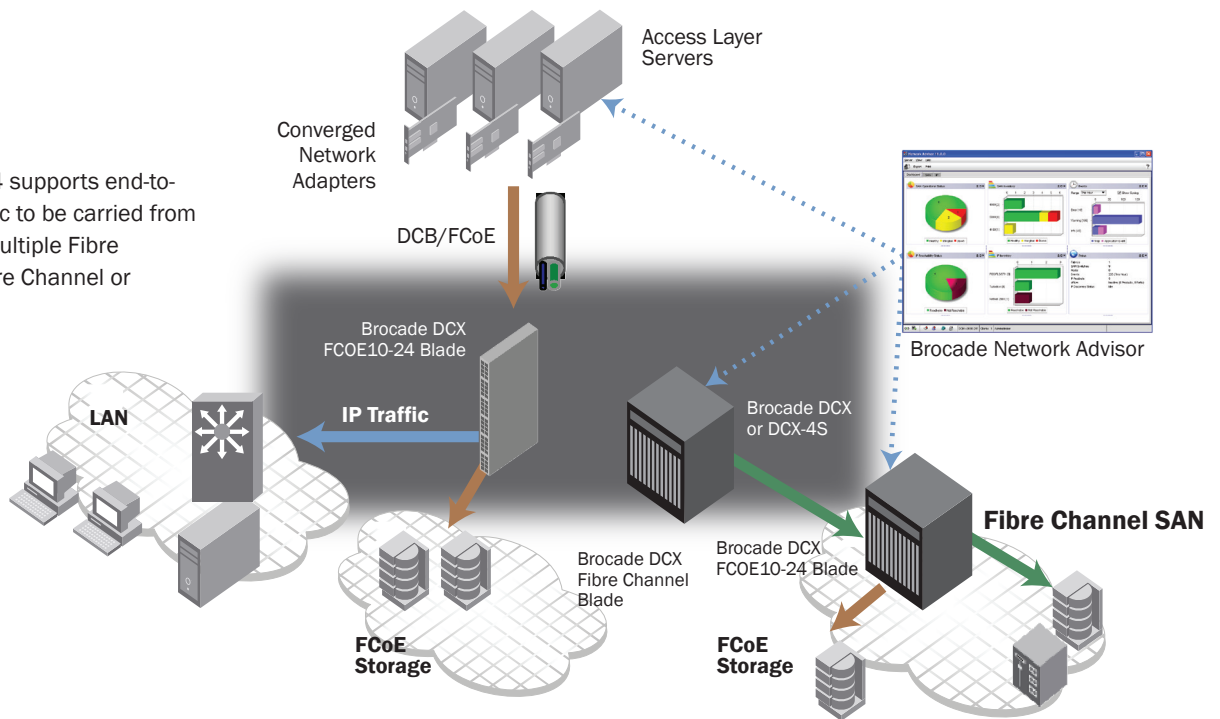 Access Layer
Servers
Converged
Network
Adapters
4 supports end-to-
c to be carried from
ultiple Fibre
re Channel or
DCB/FCoE
Brocade Network Advisor
Brocade DCX
FCOE10-24 Blade
LAN
IP Traffic
Brocade DCX
or DCX-4S
Fibre Channel SAN
Brocade DCX
Fibre Channel
Blade
Brocade DCX
FCOE10-24 Blade
FCoE
Storage
FCoE
Storage